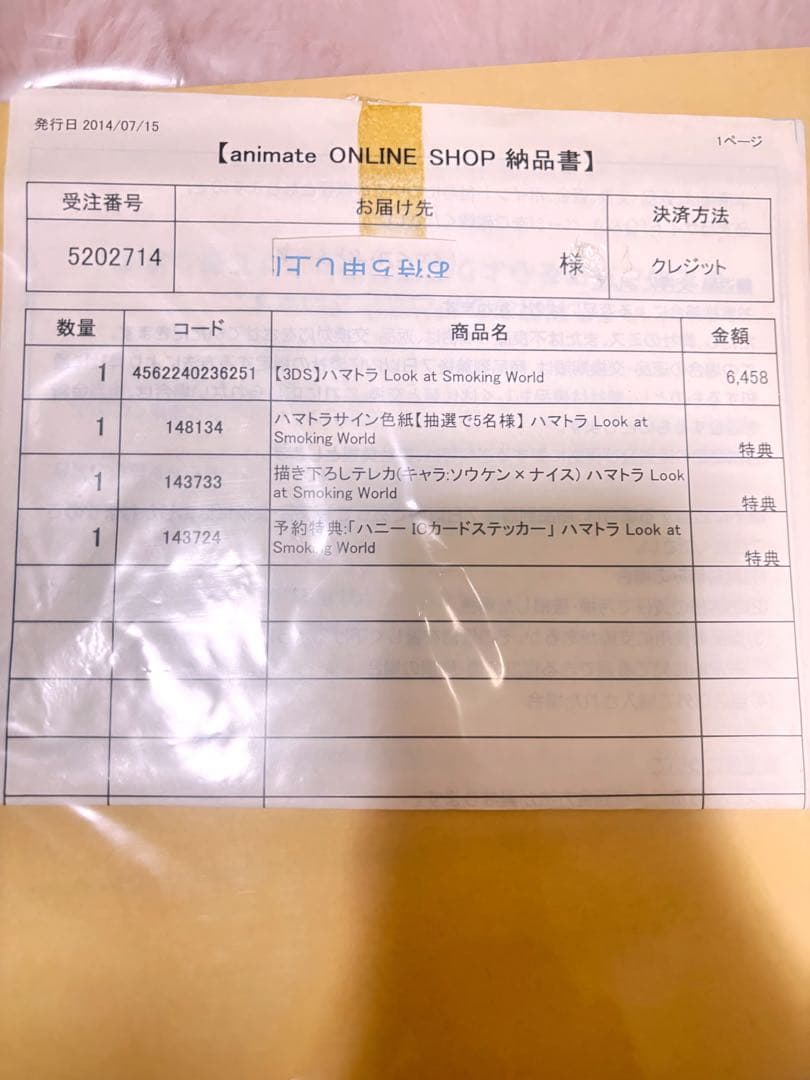 発行日 2014/07/15
1ページ
【animate ONLINE SHOP 納品書】
受注番号 お届け先 決済方法
5202714 お待ち申し上 様 クレジット
数量 コード 商品名 金額
1 4562240236251 【3DS】ハマトラ Look at Smoking World 6,458
1 148134 ハマトラサイン色紙【抽選で5名様】 ハマトラ Look at
Smoking World 特典
1 143733 描き下ろしテレカ(キャラ:ソウケン×ナイス) ハマトラ Look
at Smoking World 特典
1 143724 予約特典:「ハニー ICカードステッカー」 ハマトラ Look at
Smoking World 特典